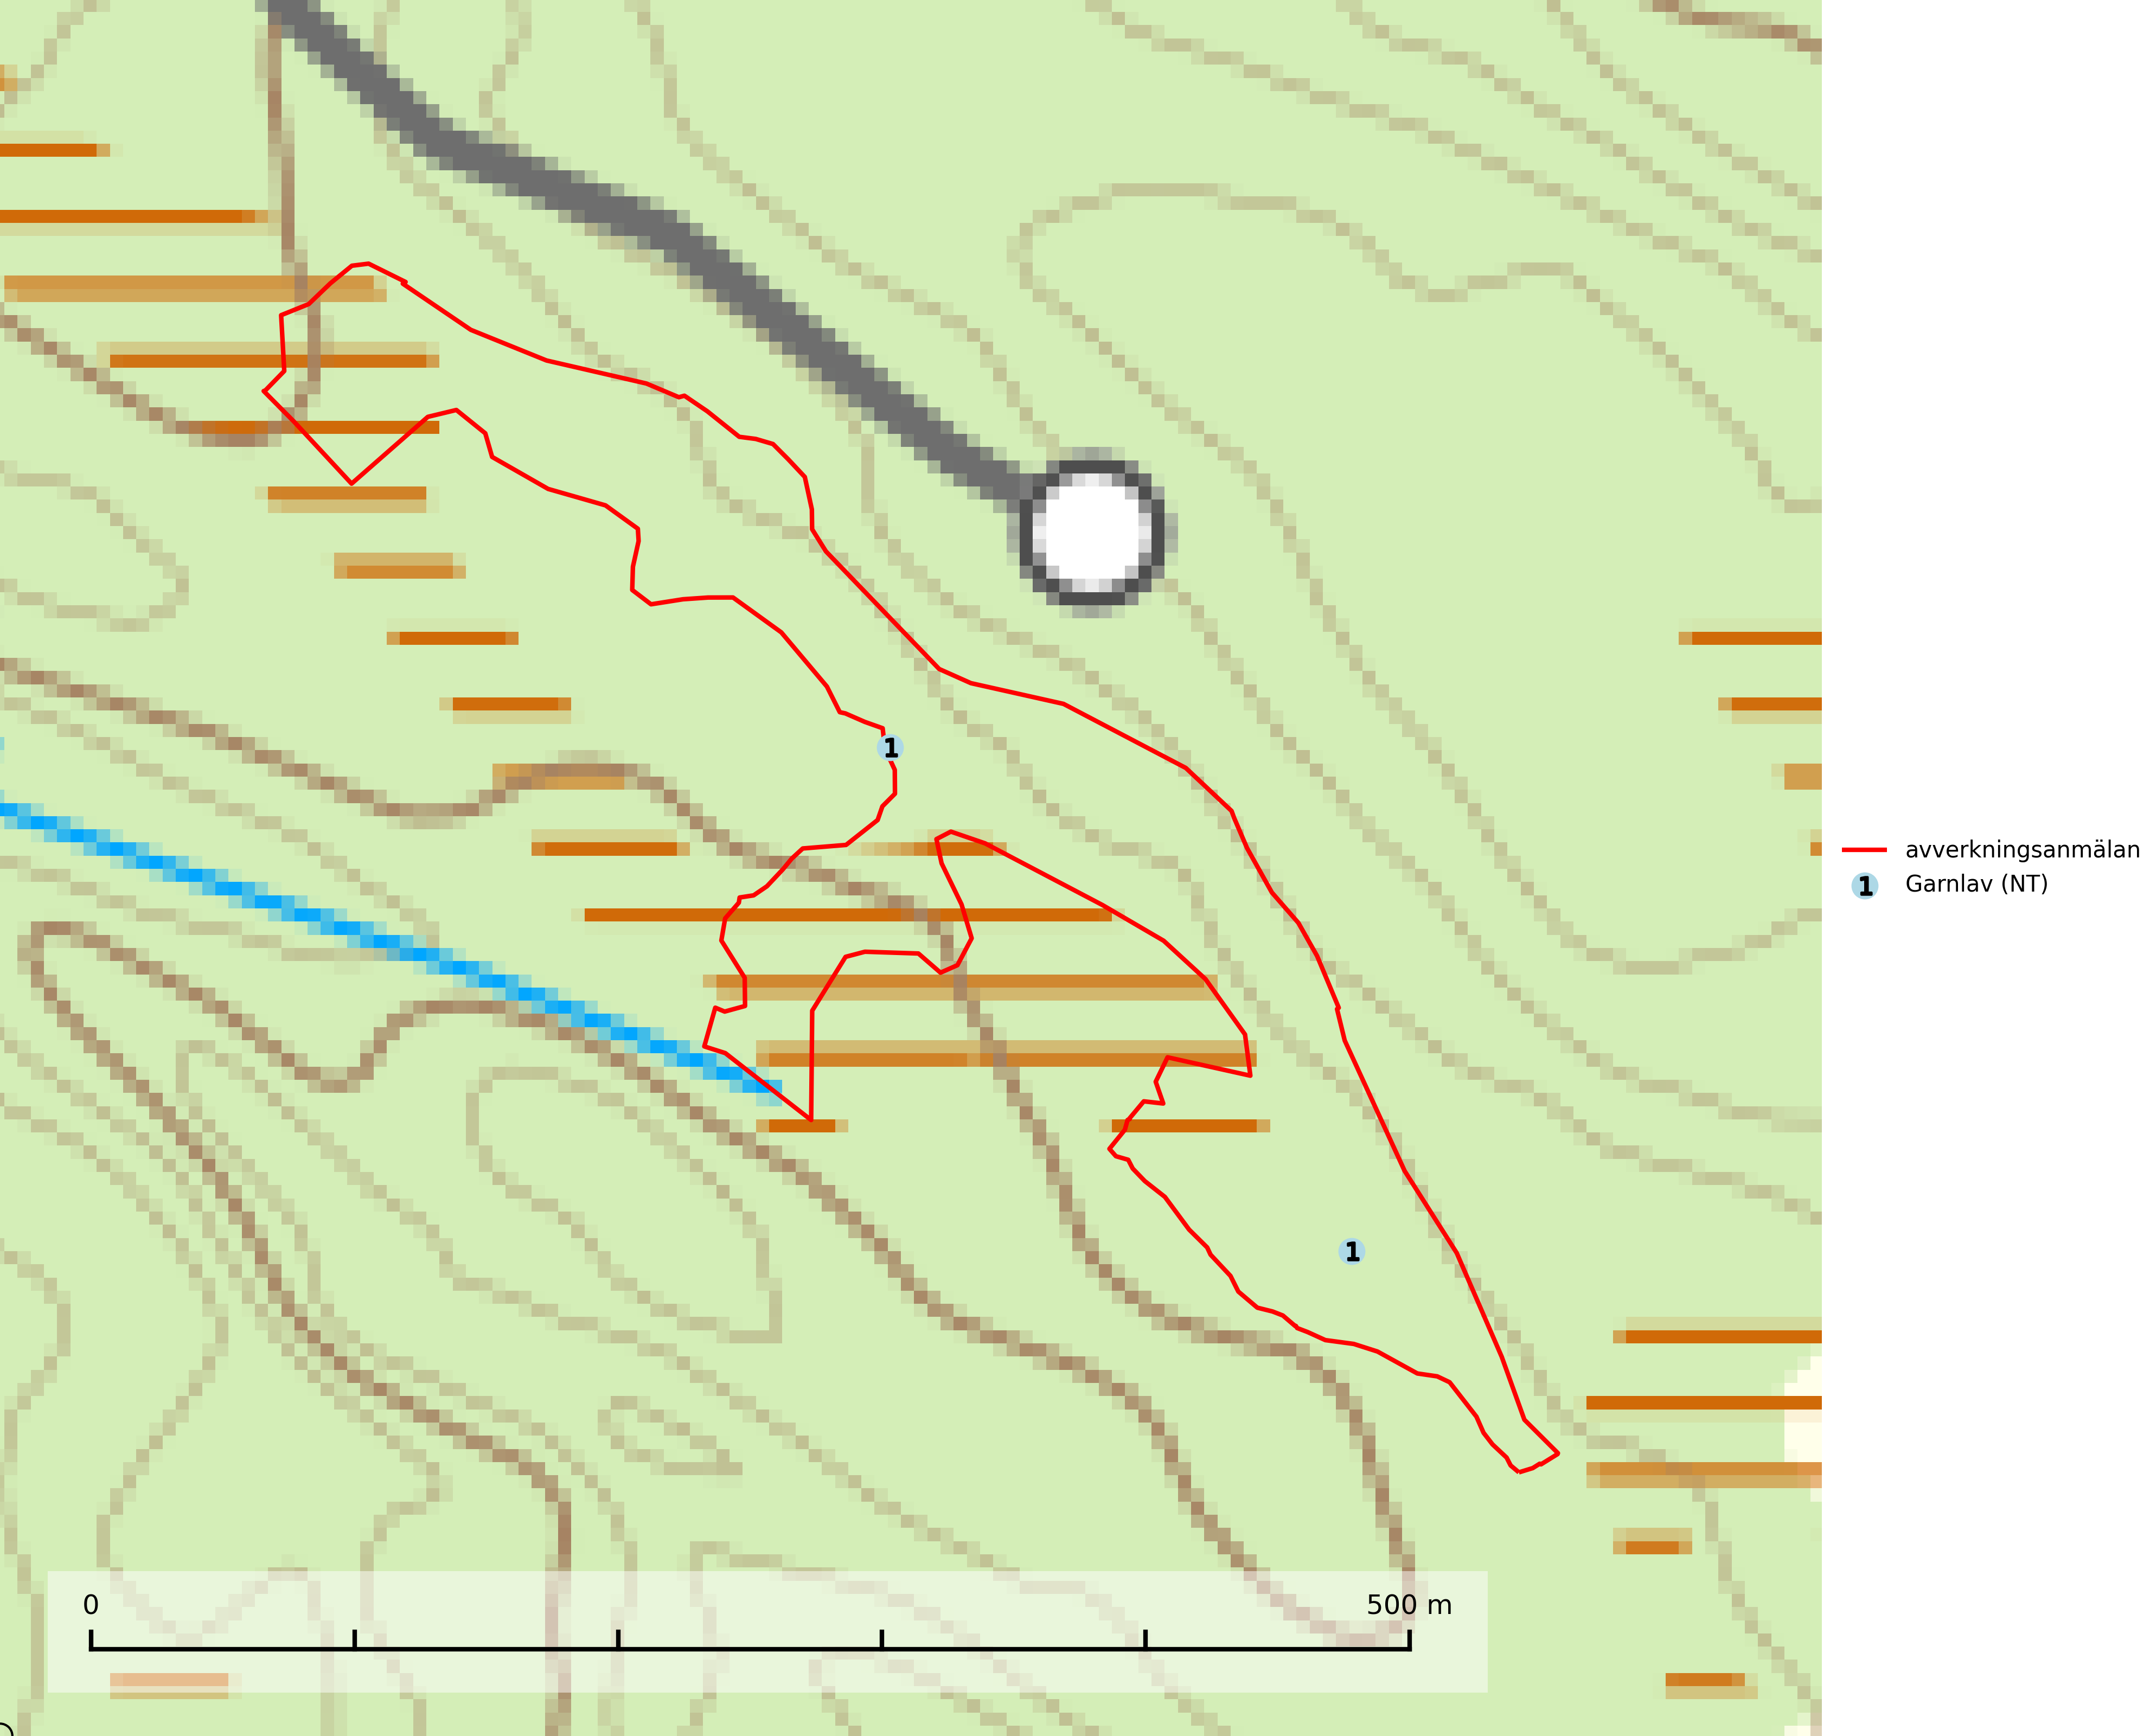 1
1
avverkningsanmälan
1 Garnlav (NT)
0 500 m